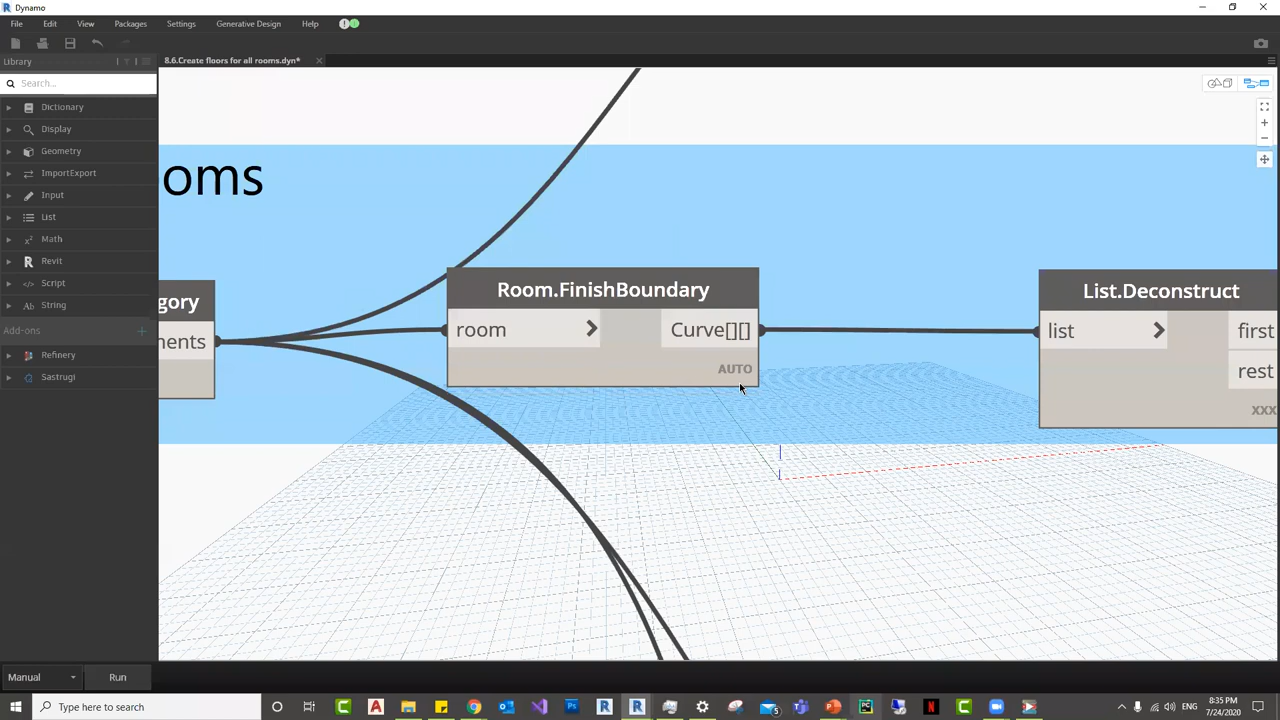 Dynamo
File Edit View Packages Settings Generative Design Help
Library
8.6.Create floors for all rooms.dyn*
Search...
Dictionary
Display
Geometry
ImportExport
Input
List
Math
Revit
Script
String
Add-ons
Refinery
Sastrugi
oms
gory
ments
Room.FinishBoundary
room > Curve[][]
AUTO
List.Deconstruct
list > first
rest
XXX
Manual Run
Type here to search
5
8:35 PM
7/24/2020